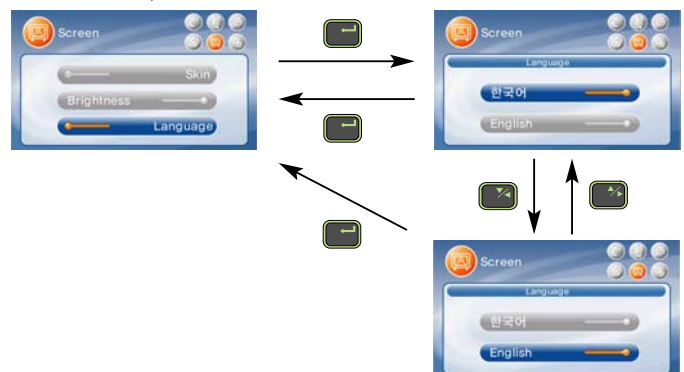 Screen
Skin
Brightness
Language
Screen
Language
한국어
English
Screen
Language
한국어
English